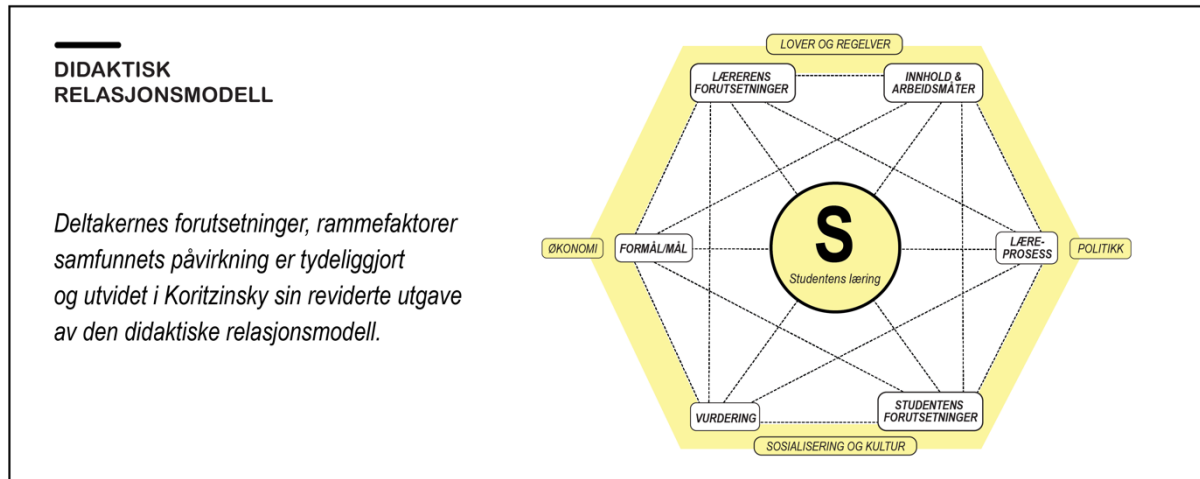 DIDAKTISK
RELASJONSMODELL
Deltakernes forutsetninger, rammefaktorer
samfunnets påvirkning er tydeliggjort
og utvidet i Koritzinsky sin reviderte utgave
av den didaktiske relasjonsmodell.
LOVER OG REGELVER
LÆRERENS
FORUTSETNINGER
INNHOLD &
ARBEIDSMÅTER
ØKONOMI
FORMÅL/MÅL
S
Studentens læring
LÆRE-
PROSESS
POLITIKK
VURDERING
STUDENTENS
FORUTSETNINGER
SOSIALISERING OG KULTUR